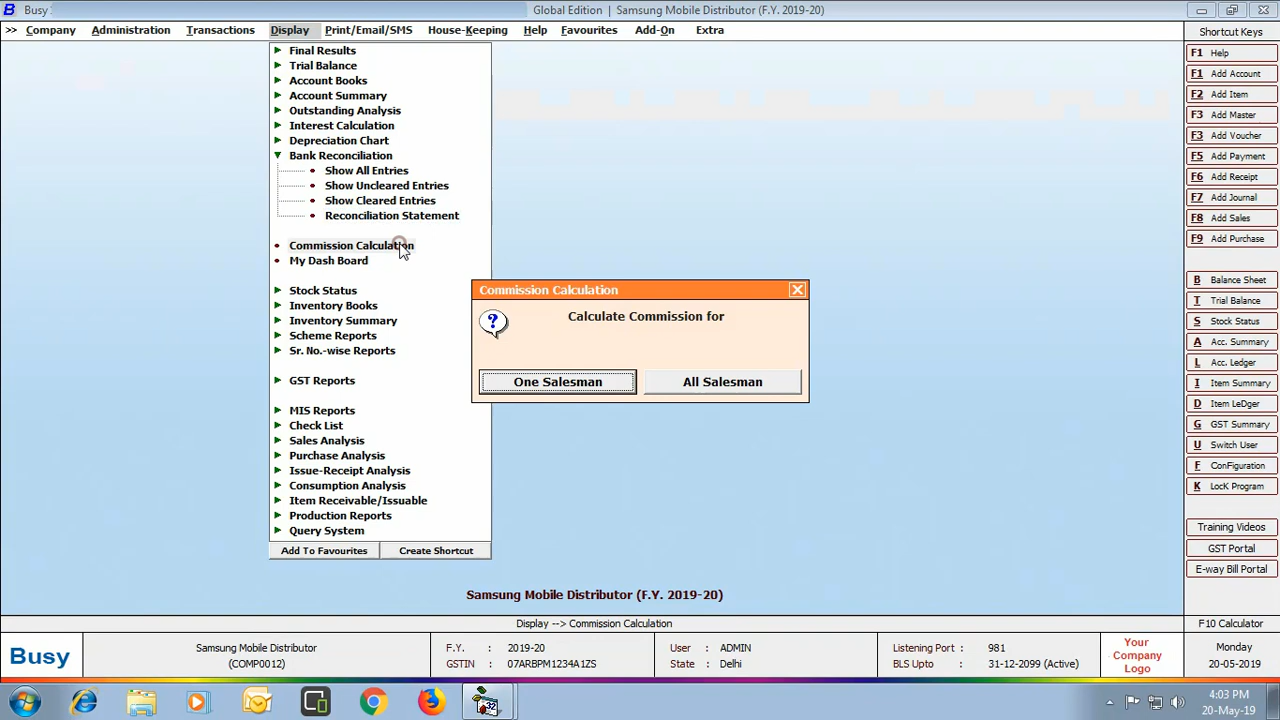 Busy
Global Edition | Samsung Mobile Distributor (F.Y. 2019-20)
>> Company Administration Transactions Display Print/Email/SMS House-Keeping Help Favourites Add-On Extra
Final Results
Trial Balance
Account Books
Account Summary
Outstanding Analysis
Interest Calculation
Depreciation Chart
Bank Reconciliation
Show All Entries
Show Uncleared Entries
Show Cleared Entries
Reconciliation Statement
Commission Calculation
My Dash Board
Stock Status
Inventory Books
Inventory Summary
Scheme Reports
Sr. No.-wise Reports
GST Reports
MIS Reports
Check List
Sales Analysis
Purchase Analysis
Issue-Receipt Analysis
Consumption Analysis
Item Receivable/Issuable
Production Reports
Query System
Add To Favourites Create Shortcut
Commission Calculation
?
Calculate Commission for
One Salesman All Salesman
Shortcut Keys
F1 Help
F1 Add Account
F2 Add Item
F3 Add Master
F3 Add Voucher
F5 Add Payment
F6 Add Receipt
F7 Add Journal
F8 Add Sales
F9 Add Purchase
B Balance Sheet
T Trial Balance
S Stock Status
A Acc. Summary
L Acc. Ledger
I Item Summary
D Item LeDger
G GST Summary
U Switch User
F ConFiguration
K LocK Program
Training Videos
GST Portal
E-way Bill Portal
Samsung Mobile Distributor (F.Y. 2019-20)
Display --> Commission Calculation
F10 Calculator
Busy
Samsung Mobile Distributor
(COMP0012)
F.Y. : 2019-20
GSTIN : 07ARBPM1234A1ZS
User : ADMIN
State : Delhi
Listening Port : 981
BLS Upto : 31-12-2099 (Active)
Your
Company
Logo
Monday
20-05-2019
32
4:03 PM
20-May-19